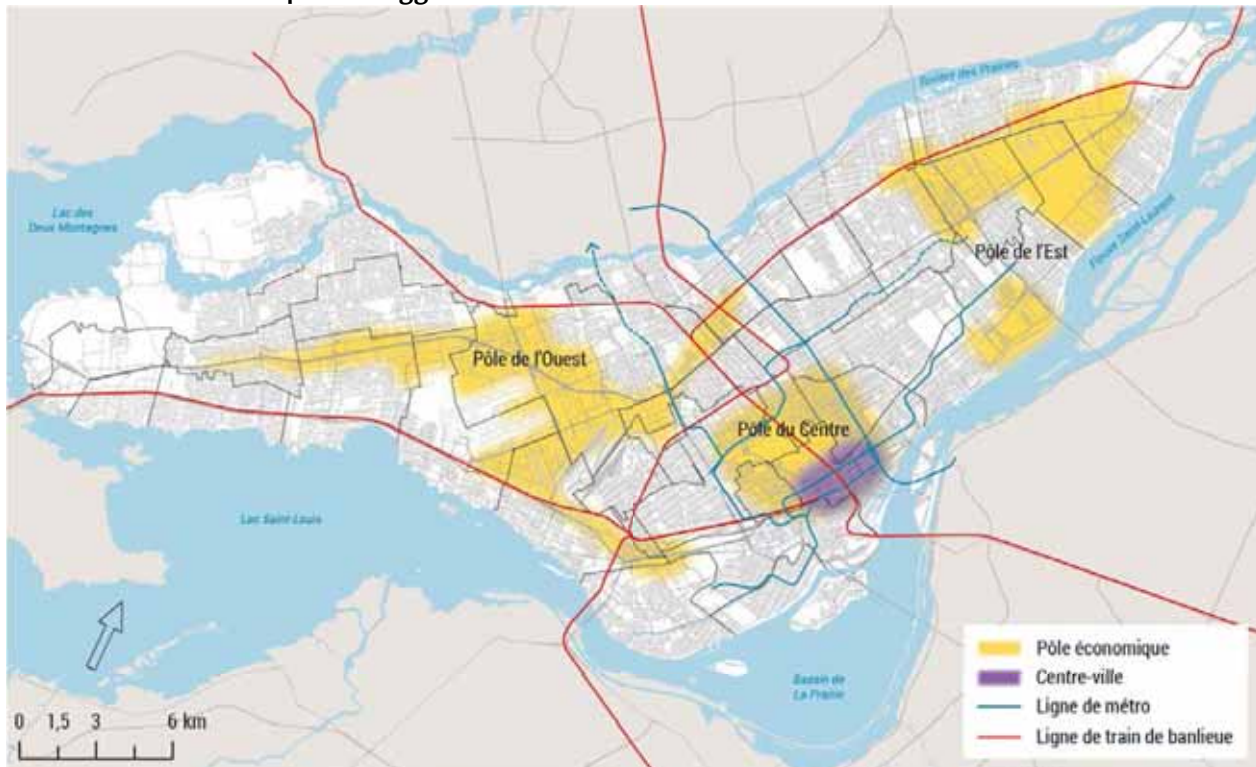 Rivière des Prairies
Lac des
Deux Montagnes
Fleuve Saint-Laurent
Pôle de l'Est
Pôle de l'Ouest
Pôle du Centre
Lac Saint-Louis
Bassin de
La Prairie
0 1,5 3 6 km
Pôle économique
Centre-ville
Ligne de métro
Ligne de train de banlieue